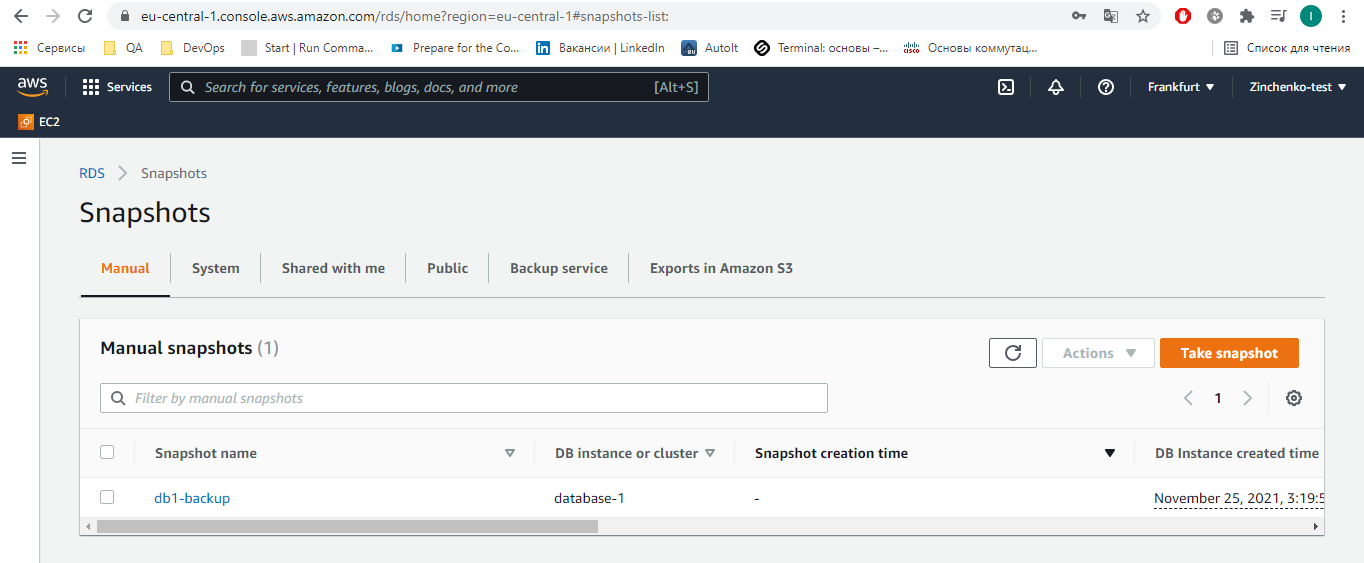 eu-central-1.console.aws.amazon.com/rds/home?region=eu-central-1#snapshots-list:
I
Сервисы QA DevOps Start | Run Comma... Prepare for the Co... Вакансии | LinkedIn AutoIt Terminal: основы –... Основы коммутац... Список для чтения
aws Services Search for services, features, blogs, docs, and more [Alt+S] Frankfurt Zinchenko-test
EC2
RDS Snapshots
Snapshots
Manual System Shared with me Public Backup service Exports in Amazon S3
Manual snapshots (1) Actions Take snapshot
Filter by manual snapshots 1
Snapshot name DB instance or cluster Snapshot creation time DB Instance created time
db1-backup database-1 - November 25, 2021, 3:19:5